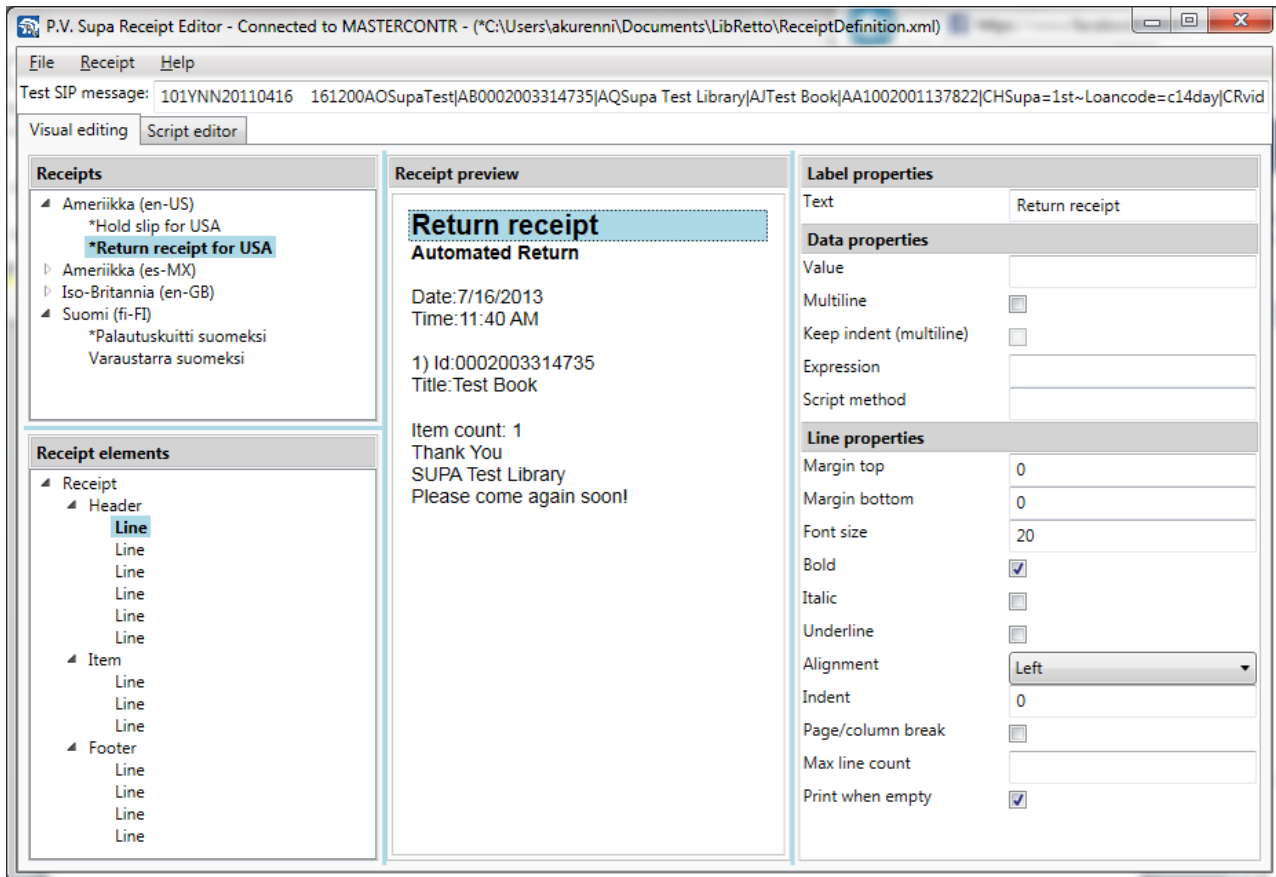 P.V. Supa Receipt Editor - Connected to MASTERCONTR - (*C:\Users\akurenni\Documents\LibRetto\ReceiptDefinition.xml)
File Receipt Help
Test SIP message: 101YNN20110416    161200AOSupaTest|AB0002003314735|AQSupa Test Library|AJTest Book|AA1002001137822|CHSupa=1st~Loancode=c14day|CRvid
Visual editing Script editor
Receipts
Ameriikka (en-US)
*Hold slip for USA
*Return receipt for USA
Ameriikka (es-MX)
Iso-Britannia (en-GB)
Suomi (fi-FI)
*Palautuskuitti suomeksi
Varaustarra suomeksi
Receipt elements
Receipt
Header
Line
Line
Line
Line
Line
Line
Item
Line
Line
Line
Footer
Line
Line
Line
Line
Receipt preview
Return receipt
Automated Return
Date:7/16/2013
Time:11:40 AM
1) Id:0002003314735
Title:Test Book
Item count: 1
Thank You
SUPA Test Library
Please come again soon!
Label properties
Text Return receipt
Data properties
Value
Multiline
Keep indent (multiline)
Expression
Script method
Line properties
Margin top 0
Margin bottom 0
Font size 20
Bold
Italic
Underline
Alignment Left
Indent 0
Page/column break
Max line count
Print when empty